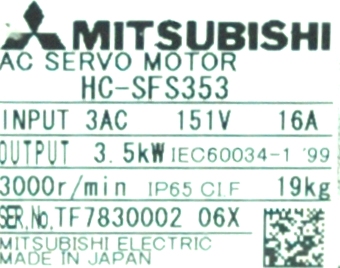 MITSUBISHI
AC SERVO MOTOR
HC-SFS353
INPUT 3AC 151V 16A
OUTPUT 3.5kW IEC60034-1 '99
3000r/min IP65 CI.F 19kg
SER.No.TF7830002 06X
MITSUBISHI ELECTRIC
MADE IN JAPAN